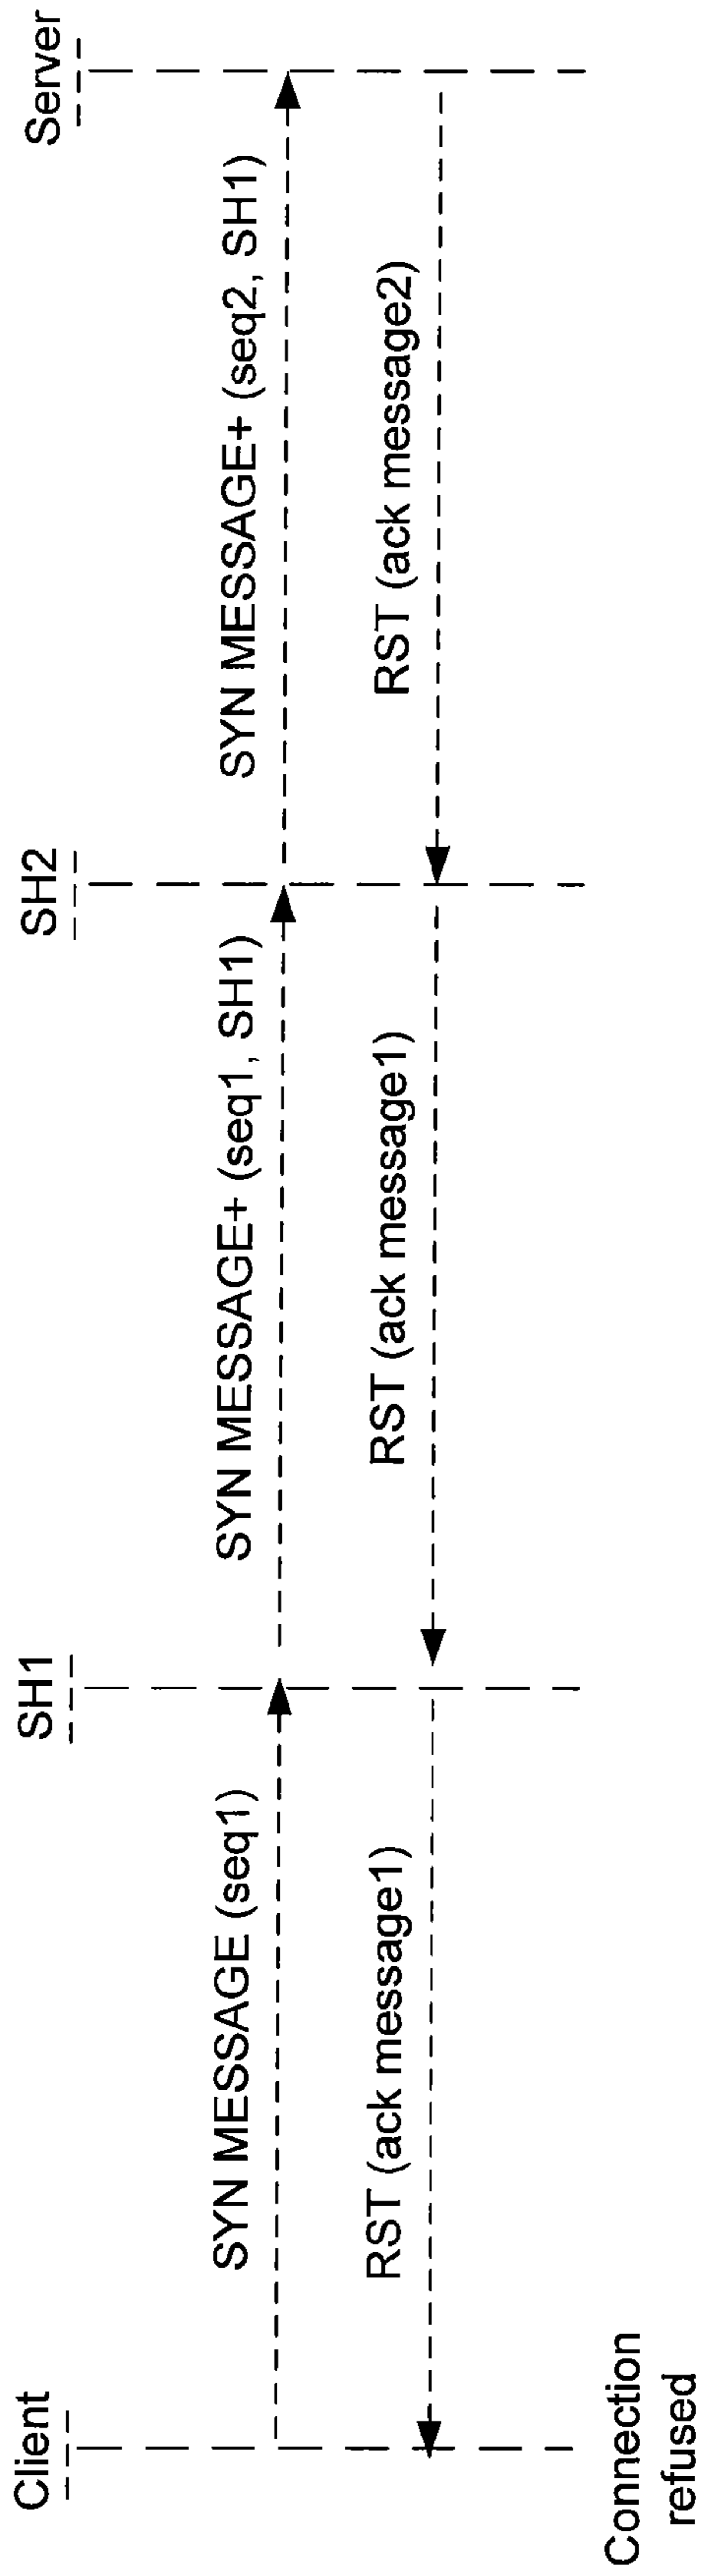 Client
SH1
SH2
Server
SYN MESSAGE (seq1)
SYN MESSAGE+ (seq1, SH1)
SYN MESSAGE+ (seq2, SH1)
RST (ack message1)
RST (ack message1)
RST (ack message2)
Connection
refused